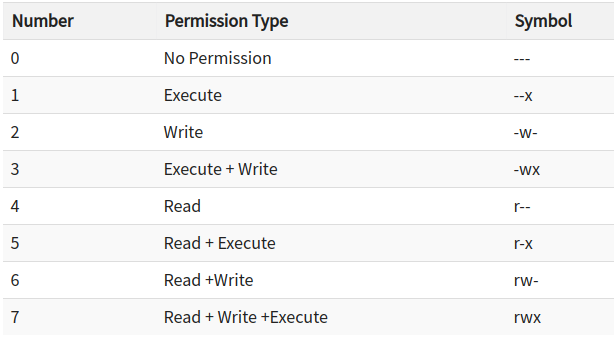 Number Permission Type Symbol
0 No Permission ---
1 Execute --x
2 Write -w-
3 Execute + Write -wx
4 Read r--
5 Read + Execute r-x
6 Read +Write rw-
7 Read + Write +Execute rwx